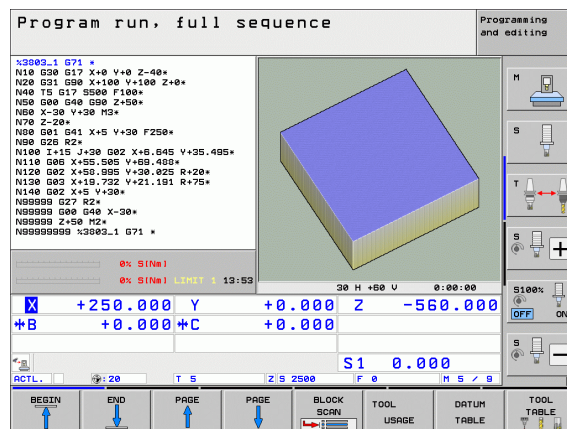 Program run, full sequence
Programming and editing
%3803_1 G71 *
N10 G30 G17 X+0 Y+0 Z-40*
N20 G31 G90 X+100 Y+100 Z+0*
N40 T5 G17 S500 F100*
N50 G00 G40 G90 Z+50*
N60 X-30 Y+30 M3*
N70 Z-20*
N80 G01 G41 X+5 Y+30 F250*
N90 G26 R2*
N100 I+15 J+30 G02 X+6.645 Y+35.495*
N110 G06 X+55.505 Y+69.488*
N120 G02 X+58.995 Y+30.025 R+20*
N130 G03 X+19.732 Y+21.191 R+75*
N140 G02 X+5 Y+30*
N99999 G27 R2*
N99999 G00 G40 X-30*
N99999 Z+50 M2*
N99999999 %3803_1 G71 *
0% S[Nm]
0% S[Nm] LIMIT 1 13:53
30 H +60 V 0:00:00
X +250.000 Y +0.000 Z -560.000
B +0.000 C +0.000
S1 0.000
ACTL. : 20 T 5 Z S 2500 F 0 M 5 / 9
M
S
T
S
+
S100%
OFF ON
S
−
BEGIN
END
PAGE
PAGE
BLOCK SCAN
TOOL USAGE
DATUM TABLE
TOOL TABLE